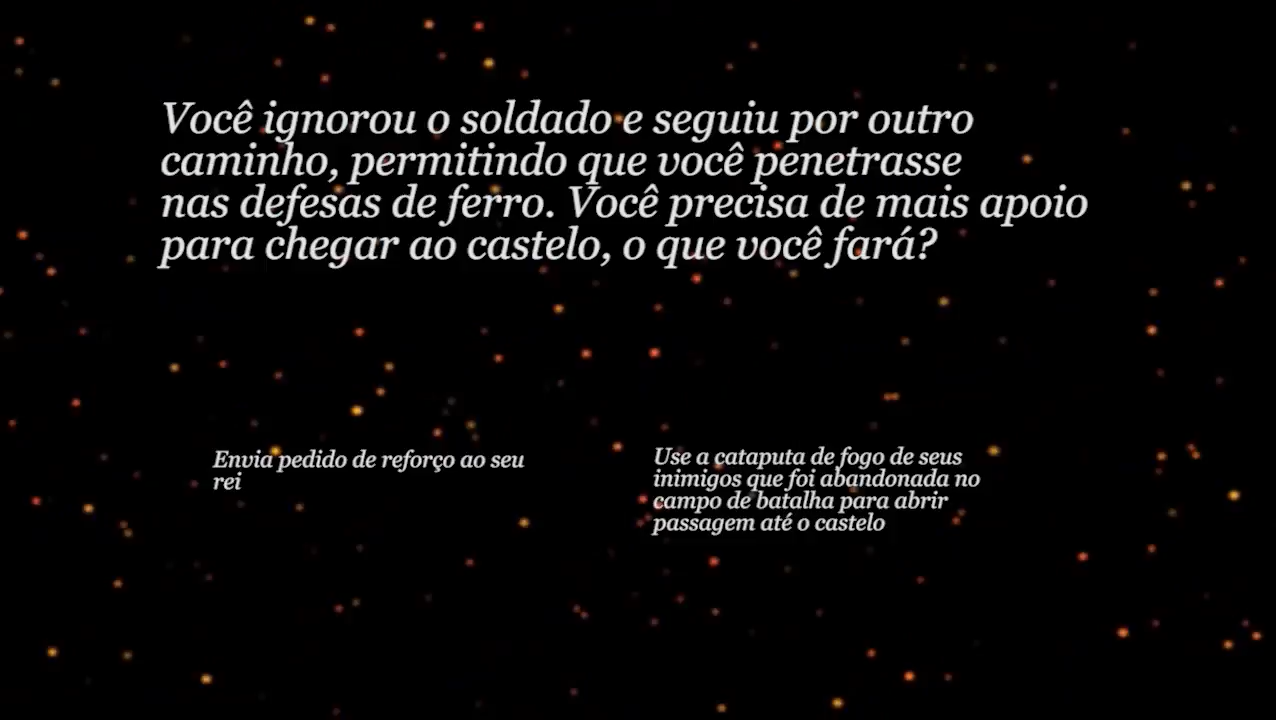 Você ignorou o soldado e seguiu por outro
caminho, permitindo que você penetrasse
nas defesas de ferro. Você precisa de mais apoio
para chegar ao castelo, o que você fará?
Envia pedido de reforço ao seu
rei
Use a cataputa de fogo de seus
inimigos que foi abandonada no
campo de batalha para abrir
passagem até o castelo